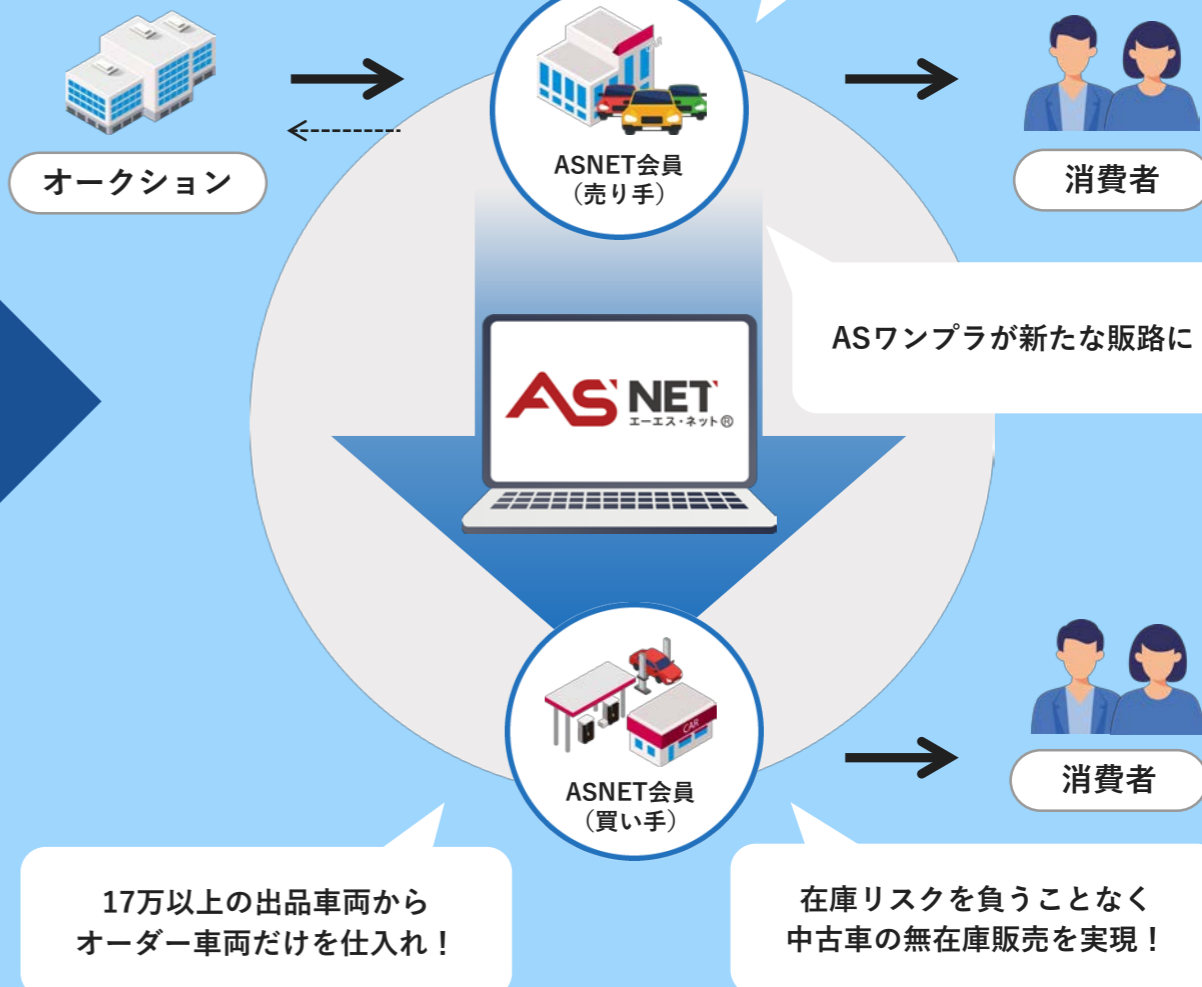 ASNET会員
（売り手）
オークション
消費者
ASワンプラが新たな販路に
AS NET
エーエス・ネット®
CAR
ASNET会員
（買い手）
消費者
17万以上の出品車両から
オーダー車両だけを仕入れ！
在庫リスクを負うことなく
中古車の無在庫販売を実現！